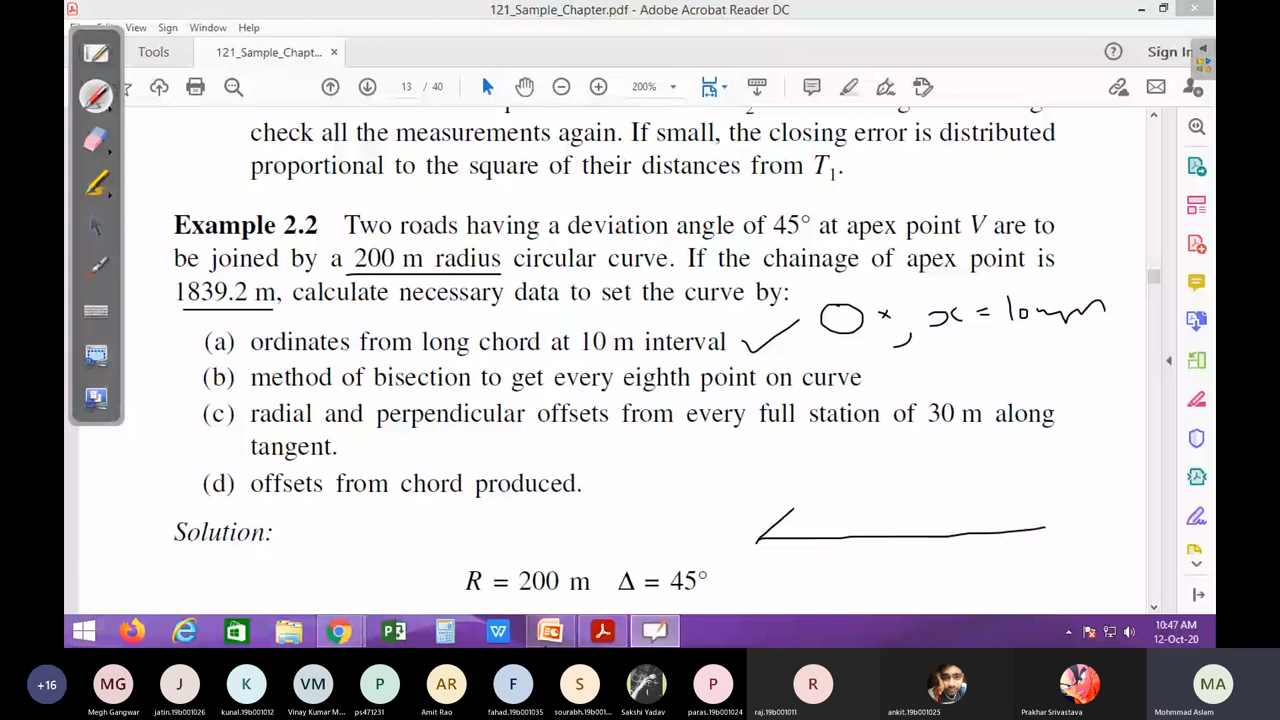 121_Sample_Chapter.pdf - Adobe Acrobat Reader DC
View Sign Window Help
Tools 121_Sample_Chapt... × Sign In
13 / 40 200%
check all the measurements again. If small, the closing error is distributed
proportional to the square of their distances from T1.
Example 2.2 Two roads having a deviation angle of 45° at apex point V are to
be joined by a 200 m radius circular curve. If the chainage of apex point is
1839.2 m, calculate necessary data to set the curve by:
(a) ordinates from long chord at 10 m interval
(b) method of bisection to get every eighth point on curve
(c) radial and perpendicular offsets from every full station of 30 m along
tangent.
(d) offsets from chord produced.
Solution:
R = 200 m Δ = 45°
10:47 AM
12-Oct-20
+16 MG J K VM P AR F S P R MA
Megh Gangwar jatin.19b001026 kunal.19b001012 Vinay Kumar M... ps471231 Amit Rao fahad.19b001035 sourabh.19b001... Sakshi Yadav paras.19b001024 raj.19b001011 ankit.19b001025 Prakhar Srivastava Mohmmad Aslam